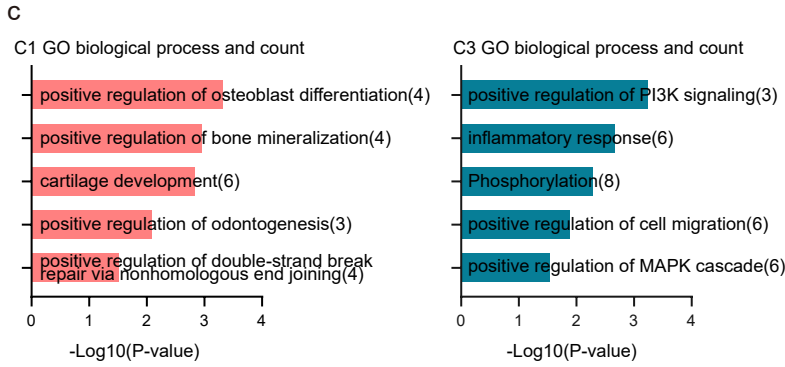 C
C1 GO biological process and count
positive regulation of osteoblast differentiation(4)
positive regulation of bone mineralization(4)
cartilage development(6)
positive regulation of odontogenesis(3)
positive regulation of double-strand break
repair via nonhomologous end joining(4)
0 1 2 3 4
-Log10(P-value)
C3 GO biological process and count
positive regulation of PI3K signaling(3)
inflammatory response(6)
Phosphorylation(8)
positive regulation of cell migration(6)
positive regulation of MAPK cascade(6)
0 1 2 3 4
-Log10(P-value)